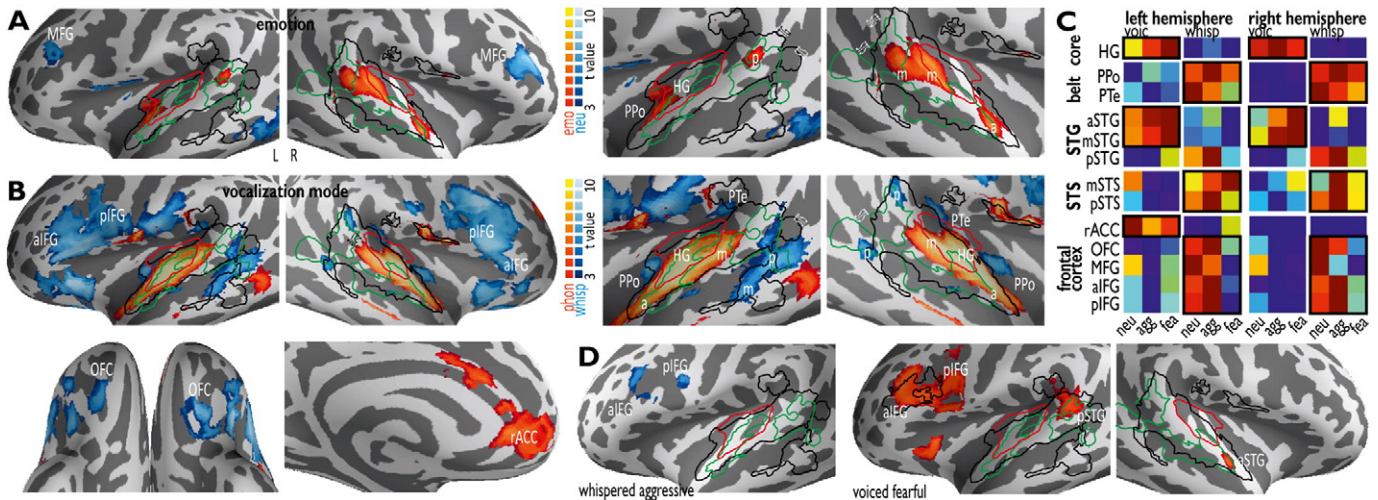 A
emotion
MFG
MFG
L R
10
t value
3
emo
neu
PPo
HG
p
m
m
a
B
vocalization mode
aIFG
pIFG
pIFG
aIFG
10
t value
3
phon
whisp
PTe
HG
m
PPo
a
p
m
p
PTe
m
HG
PPo
a
OFC
OFC
rACC
C
left hemisphere right hemisphere
voic whisp voic whisp
core HG
belt PPo
PTe
STG aSTG
mSTG
pSTG
STS mSTS
pSTS
rACC
frontal cortex OFC
MFG
aIFG
pIFG
neu agg fea neu agg fea neu agg fea neu agg fea
D
pIFG
aIFG
whispered aggressive
pIFG
aIFG
pSTG
voiced fearful
aSTG